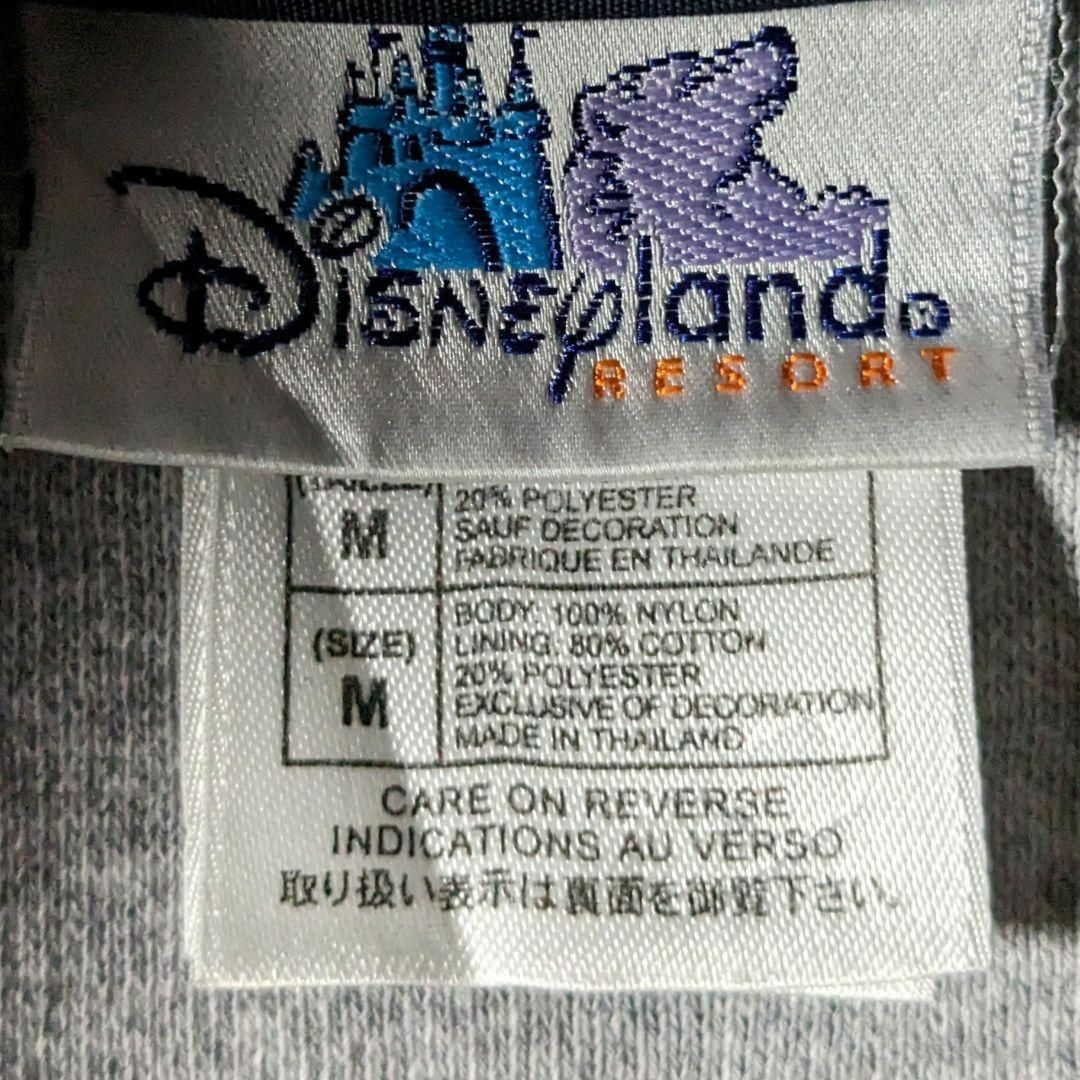 Disneyland®
RESORT
M
20% POLYESTER
SAUF DECORATION
FABRIQUE EN THAILANDE
(SIZE)
M
BODY: 100% NYLON
LINING: 80% COTTON
20% POLYESTER
EXCLUSIVE OF DECORATION
MADE IN THAILAND
CARE ON REVERSE
INDICATIONS AU VERSO
取り扱い表示は裏面を御覧下さい。